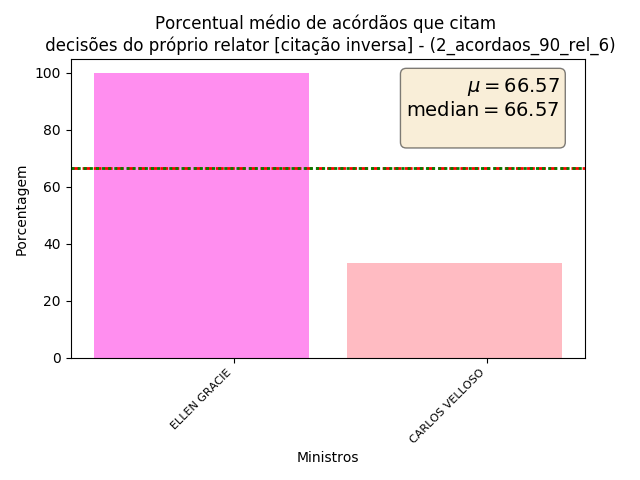 Porcentual médio de acórdãos que citam
decisões do próprio relator [citação inversa] - (2_acordaos_90_rel_6)
μ = 66.57
median = 66.57
Porcentagem
100
80
60
40
20
0
ELLEN GRACIE
CARLOS VELLOSO
Ministros